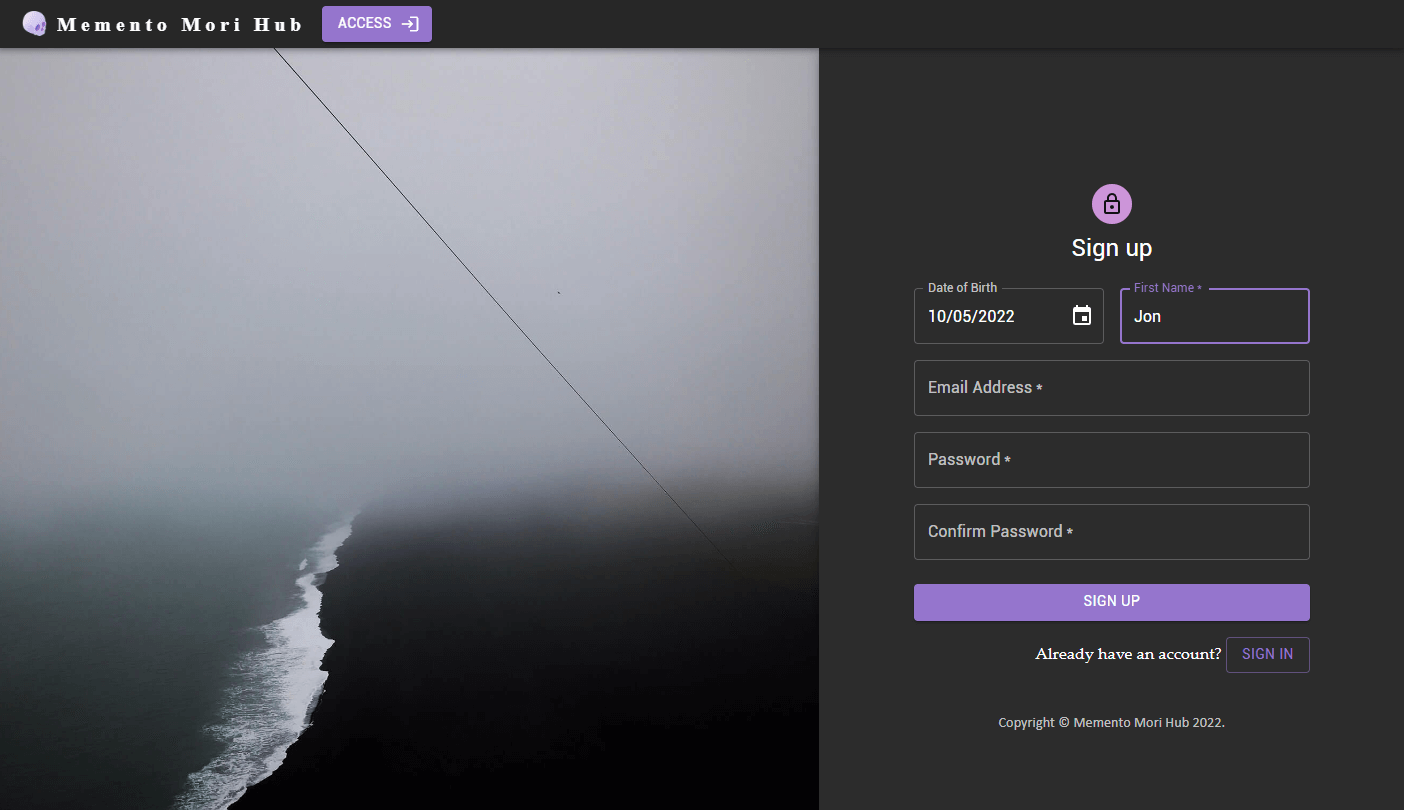 Memento Mori Hub ACCESS
Sign up
Date of Birth First Name *
10/05/2022 Jon
Email Address *
Password *
Confirm Password *
SIGN UP
Already have an account? SIGN IN
Copyright © Memento Mori Hub 2022.